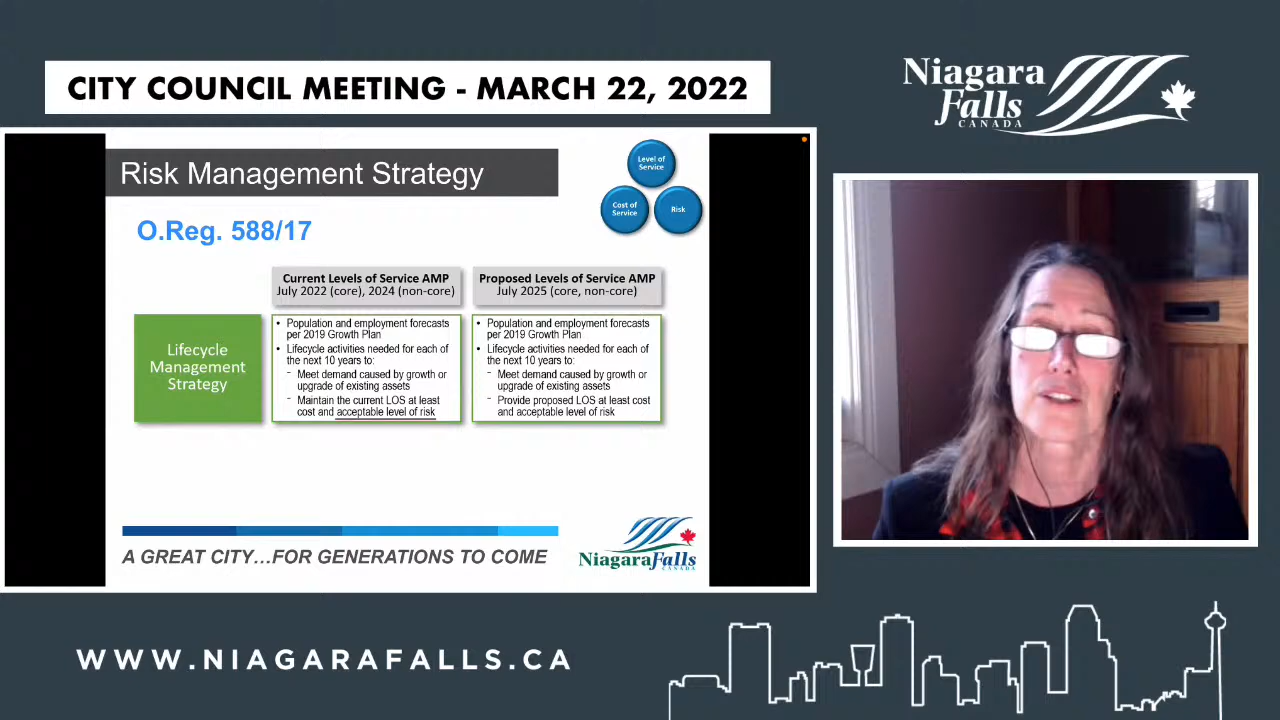 CITY COUNCIL MEETING - MARCH 22, 2022
Niagara
Falls
CANADA
Risk Management Strategy
Level of
Service
Cost of
Service
Risk
O.Reg. 588/17
Current Levels of Service AMP
July 2022 (core), 2024 (non-core)
Proposed Levels of Service AMP
July 2025 (core, non-core)
Lifecycle
Management
Strategy
• Population and employment forecasts
per 2019 Growth Plan
• Lifecycle activities needed for each of
the next 10 years to:
- Meet demand caused by growth or
upgrade of existing assets
- Maintain the current LOS at least
cost and acceptable level of risk
• Population and employment forecasts
per 2019 Growth Plan
• Lifecycle activities needed for each of
the next 10 years to:
- Meet demand caused by growth or
upgrade of existing assets
- Provide proposed LOS at least cost
and acceptable level of risk
A GREAT CITY...FOR GENERATIONS TO COME
NiagaraFalls
CANADA
WWW.NIAGARAFALLS.CA